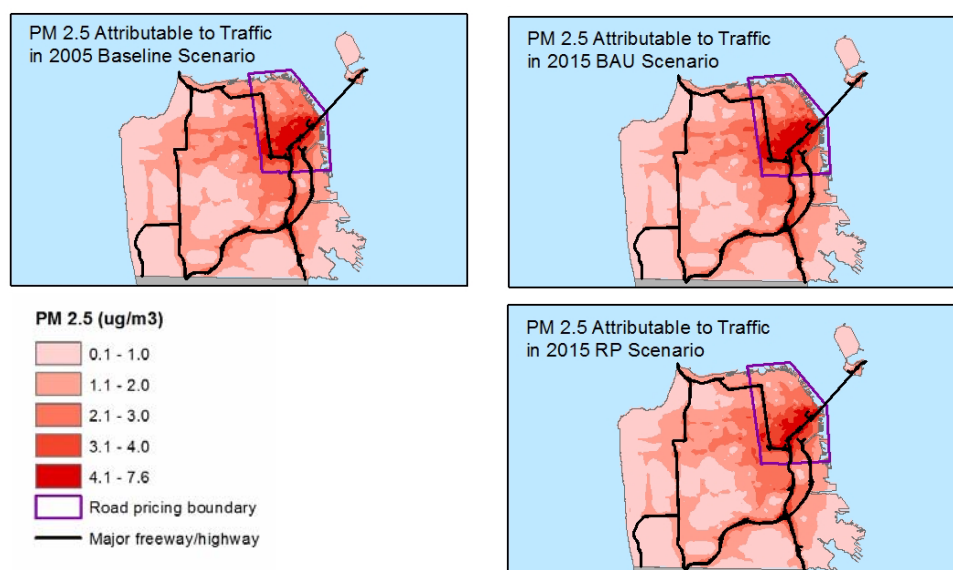 PM 2.5 Attributable to Traffic
in 2005 Baseline Scenario
PM 2.5 Attributable to Traffic
in 2015 BAU Scenario
PM 2.5 (ug/m3)
0.1 - 1.0
1.1 - 2.0
2.1 - 3.0
3.1 - 4.0
4.1 - 7.6
Road pricing boundary
Major freeway/highway
PM 2.5 Attributable to Traffic
in 2015 RP Scenario